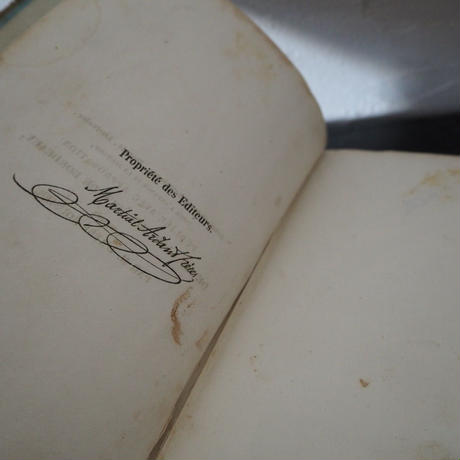 Propriété des Editeurs.
Martial Ardant frères